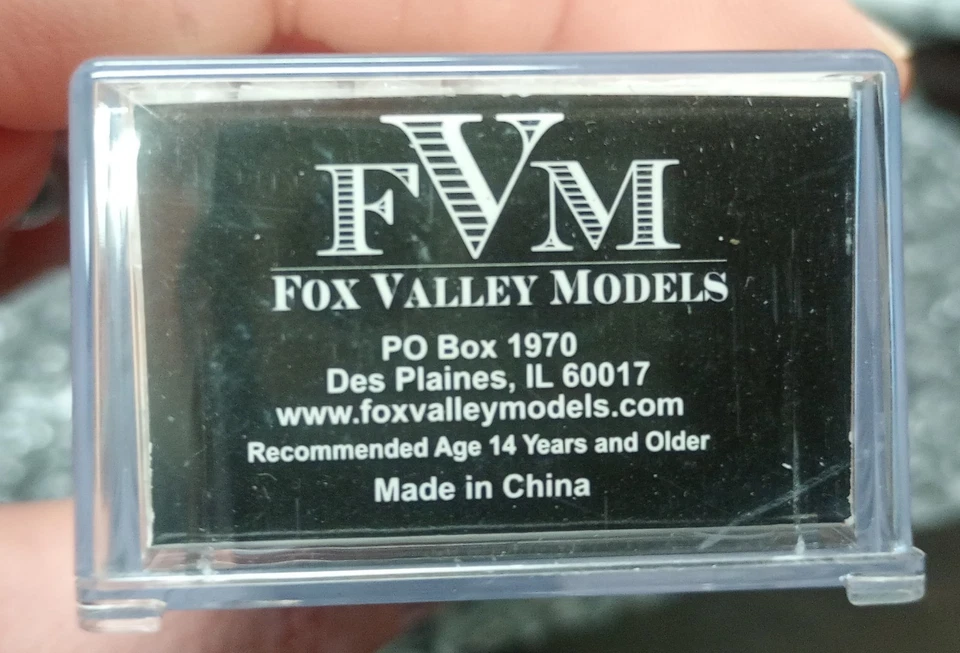 FVM
FOX VALLEY MODELS
PO Box 1970
Des Plaines, IL 60017
www.foxvalleymodels.com
Recommended Age 14 Years and Older
Made in China